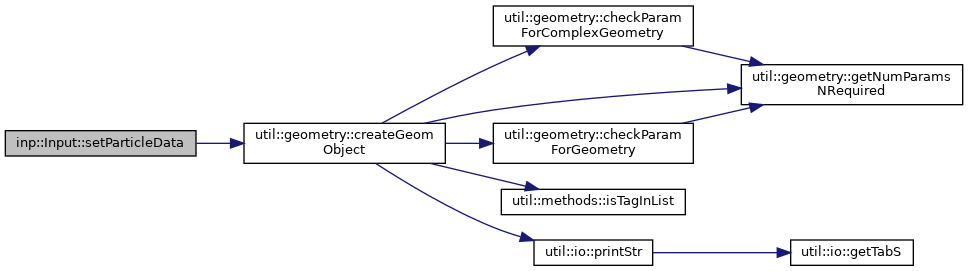 inp::Input::setParticleData
util::geometry::createGeom
Object
util::geometry::checkParam
ForComplexGeometry
util::geometry::getNumParams
NRequired
util::geometry::checkParam
ForGeometry
util::methods::isTagInList
util::io::printStr
util::io::getTabS